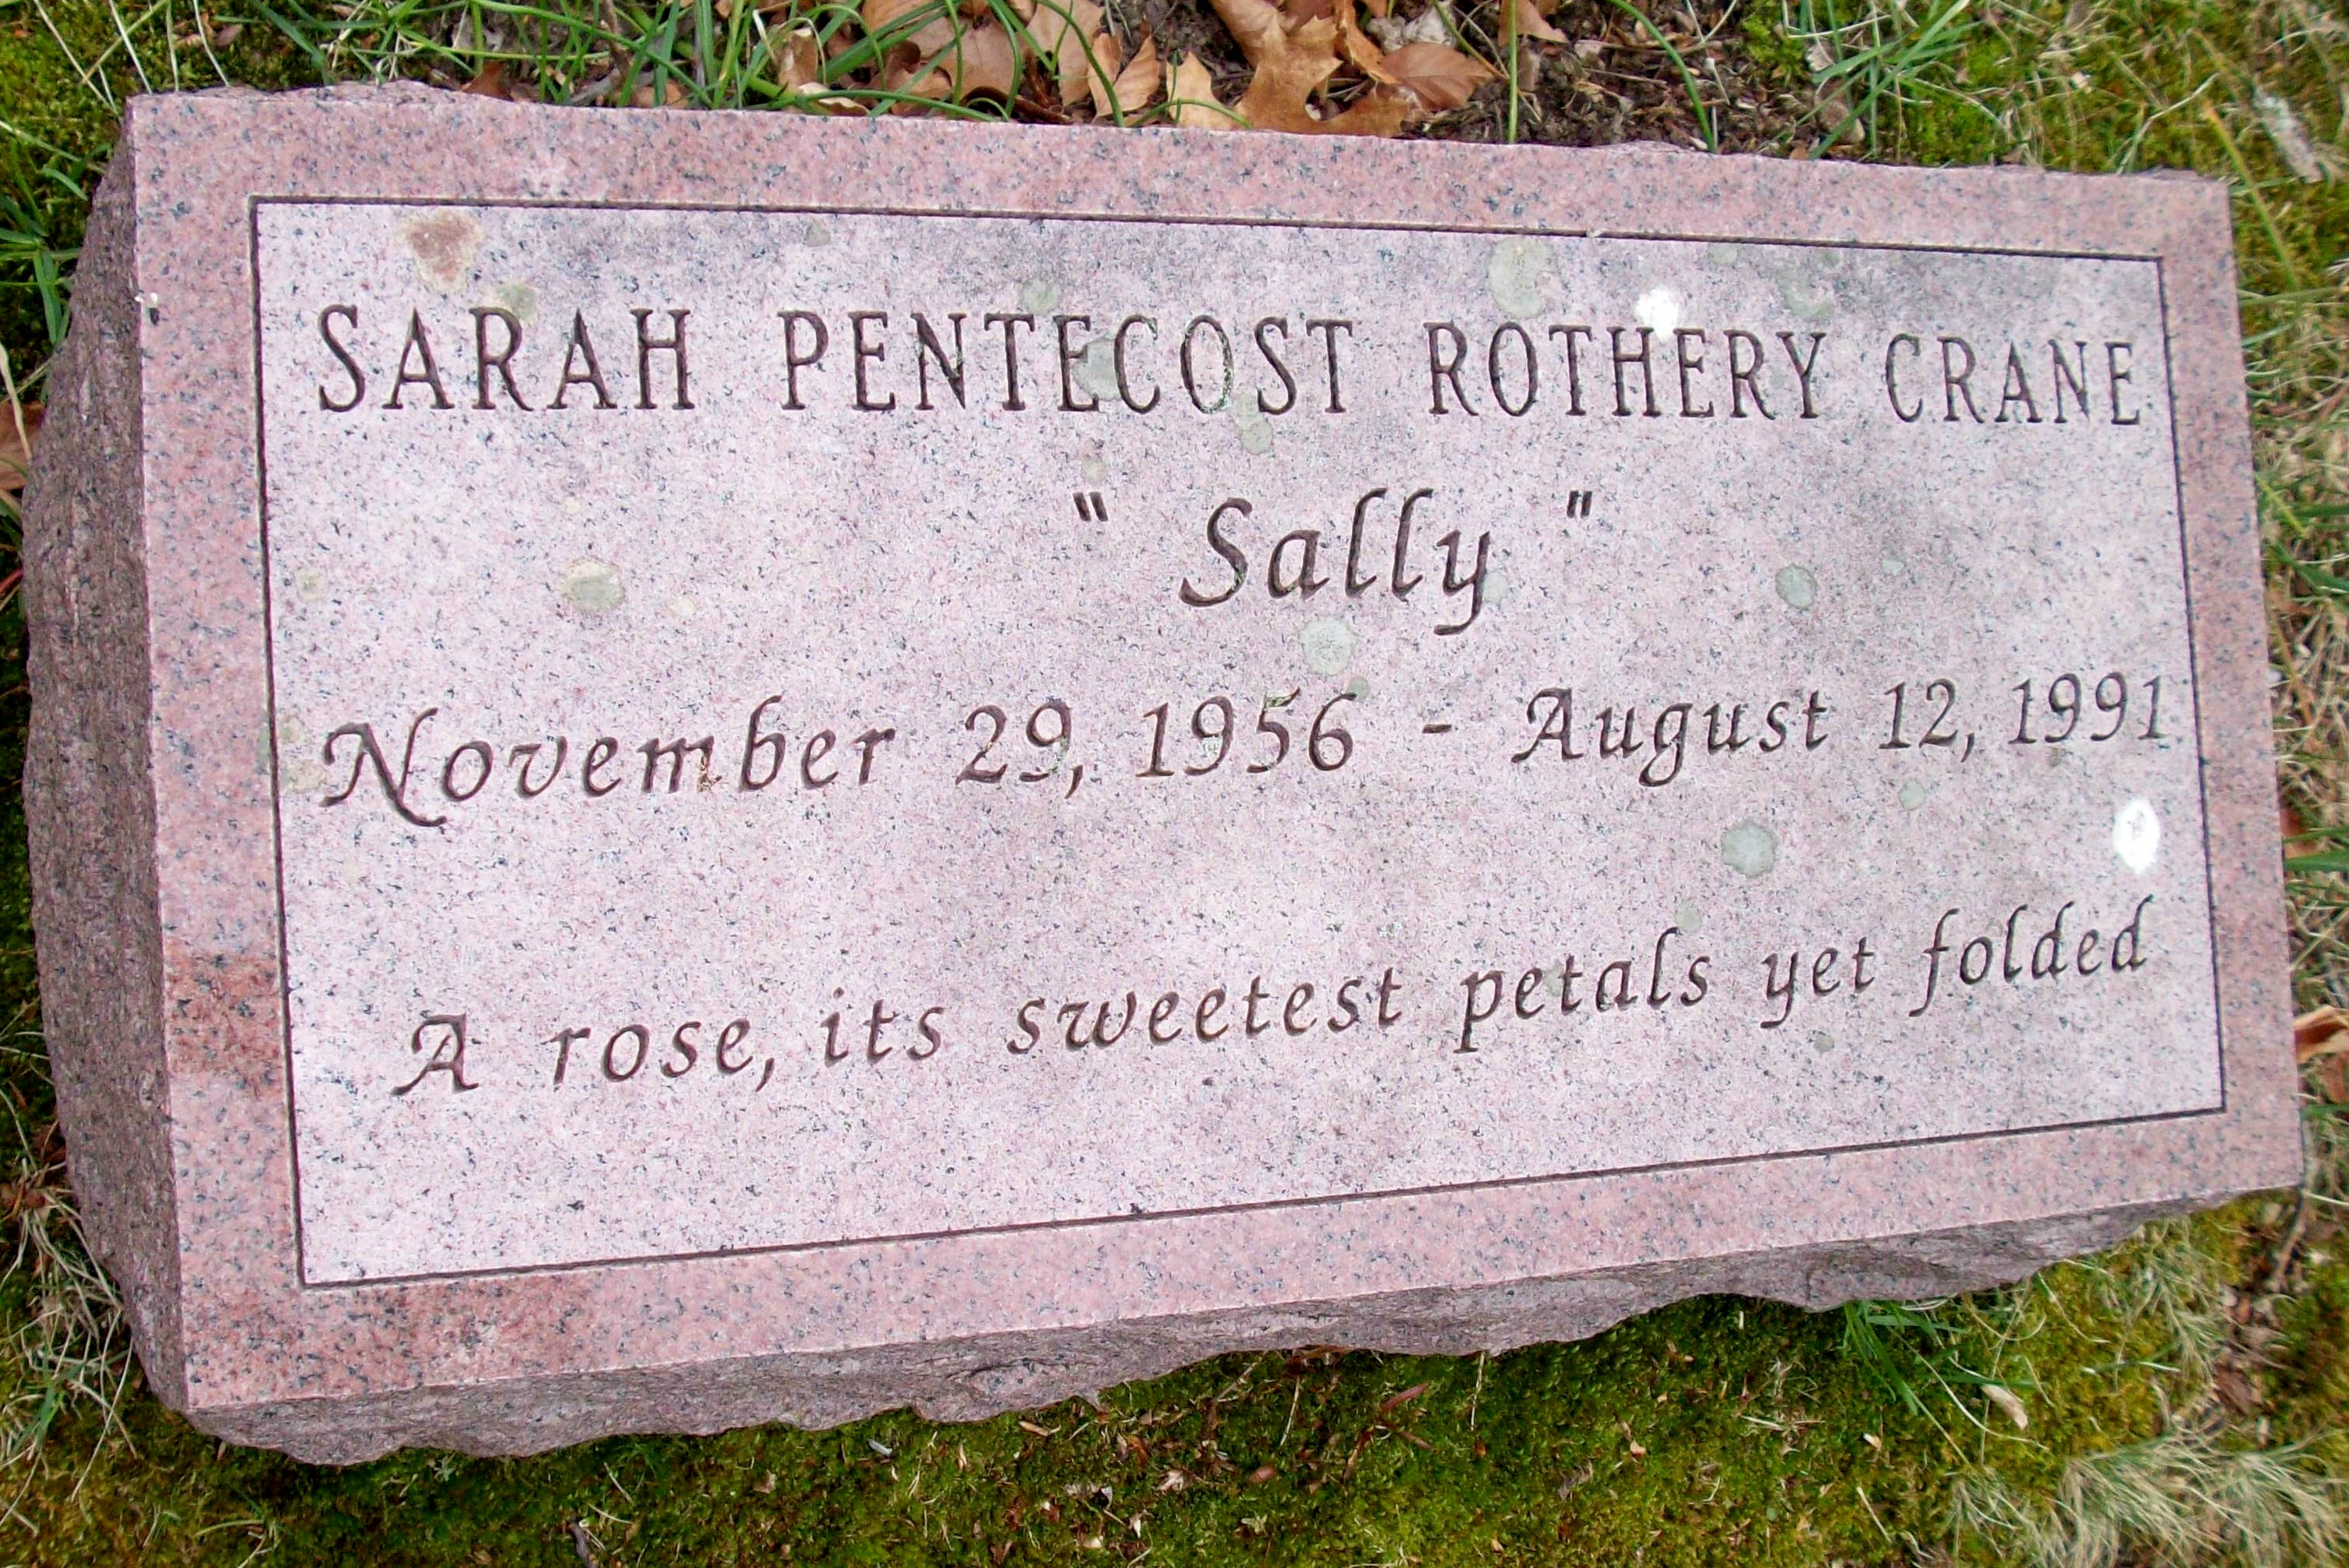 SARAH PENTECOST ROTHERY CRANE
" Sally "
November 29, 1956 - August 12, 1991
A rose, its sweetest petals yet folded